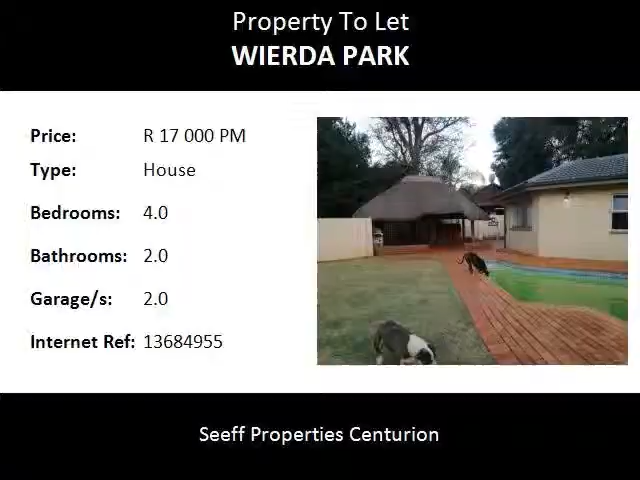 Property To Let
WIERDA PARK
Price: R 17 000 PM
Type: House
Bedrooms: 4.0
Bathrooms: 2.0
Garage/s: 2.0
Internet Ref: 13684955
Seeff Properties Centurion